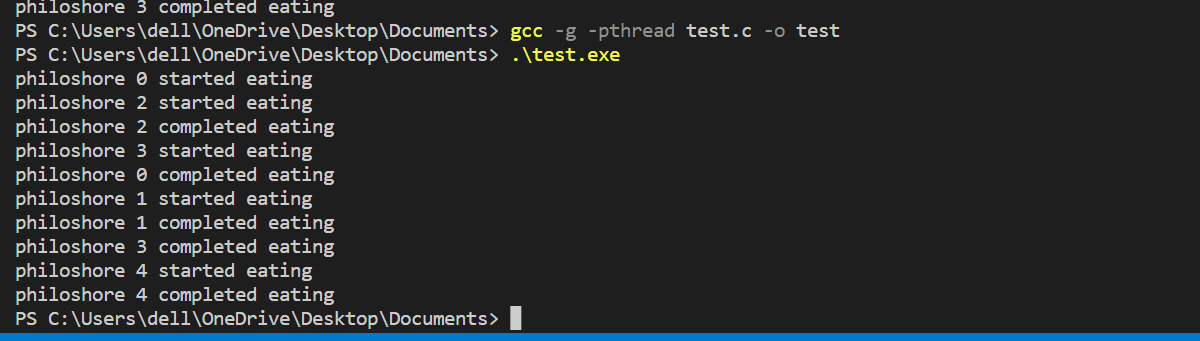 philoshore 3 completed eating
PS C:\Users\dell\OneDrive\Desktop\Documents> gcc -g -pthread test.c -o test
PS C:\Users\dell\OneDrive\Desktop\Documents> .\test.exe
philoshore 0 started eating
philoshore 2 started eating
philoshore 2 completed eating
philoshore 3 started eating
philoshore 0 completed eating
philoshore 1 started eating
philoshore 1 completed eating
philoshore 3 completed eating
philoshore 4 started eating
philoshore 4 completed eating
PS C:\Users\dell\OneDrive\Desktop\Documents>